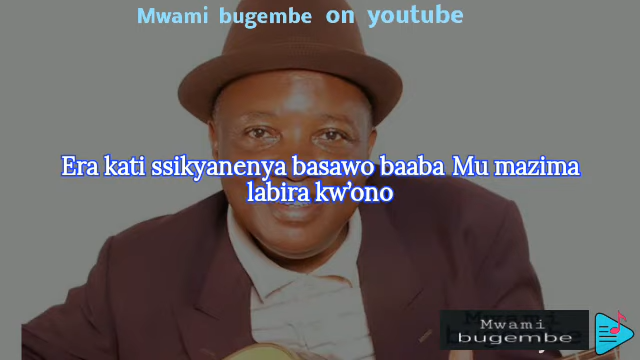 Mwami bugembe on youtube
Era kati ssikyanenya basawo baaba Mu mazima
labira kw'ono
Mwami
bugembe